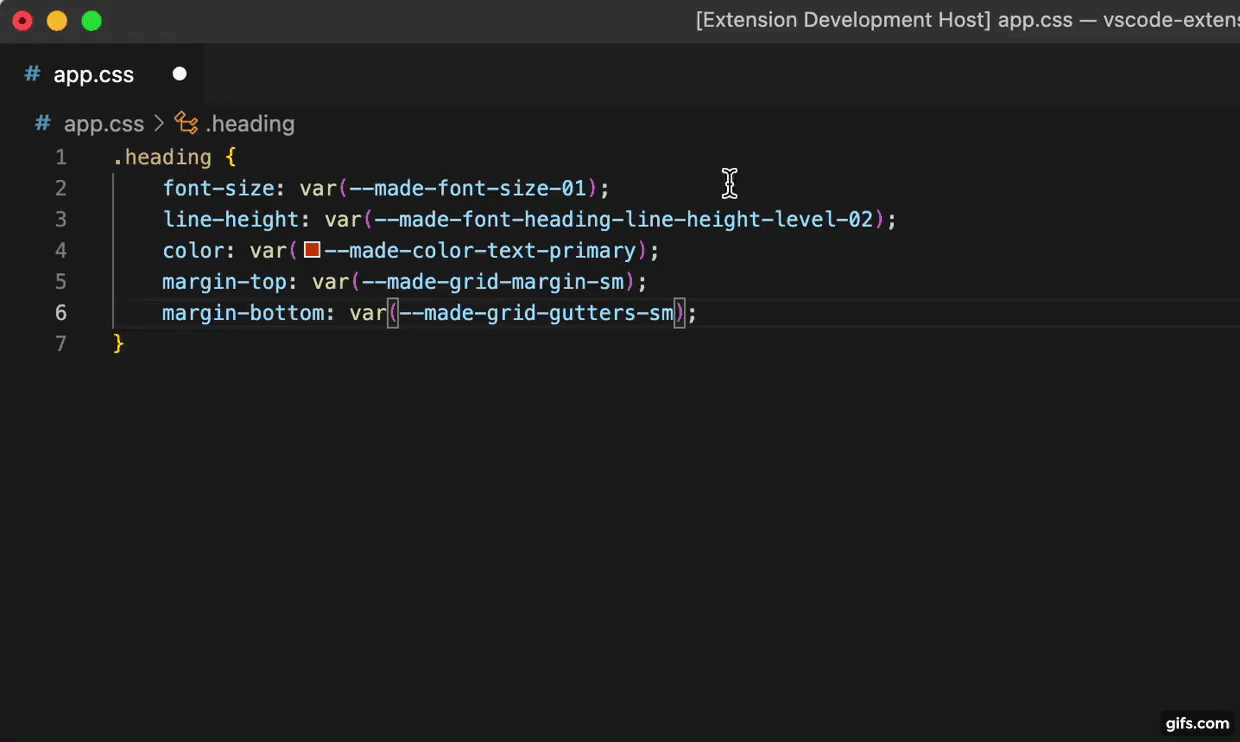 [Extension Development Host] app.css — vscode-extens
# app.css
# app.css > .heading
1 .heading {
2 font-size: var(--made-font-size-01);
3 line-height: var(--made-font-heading-line-height-level-02);
4 color: var(--made-color-text-primary);
5 margin-top: var(--made-grid-margin-sm);
6 margin-bottom: var(--made-grid-gutters-sm);
7 }
gifs.com